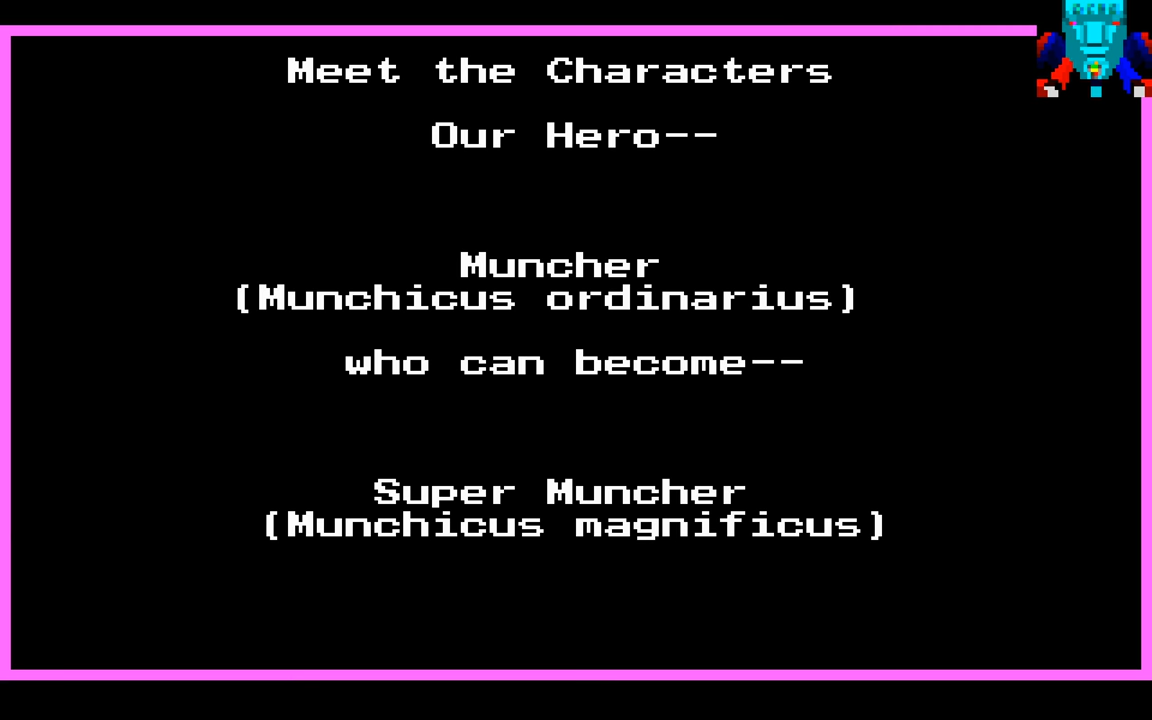 Meet the Characters
Our Hero--
Muncher
(Munchicus ordinarius)
who can become--
Super Muncher
(Munchicus magnificus)